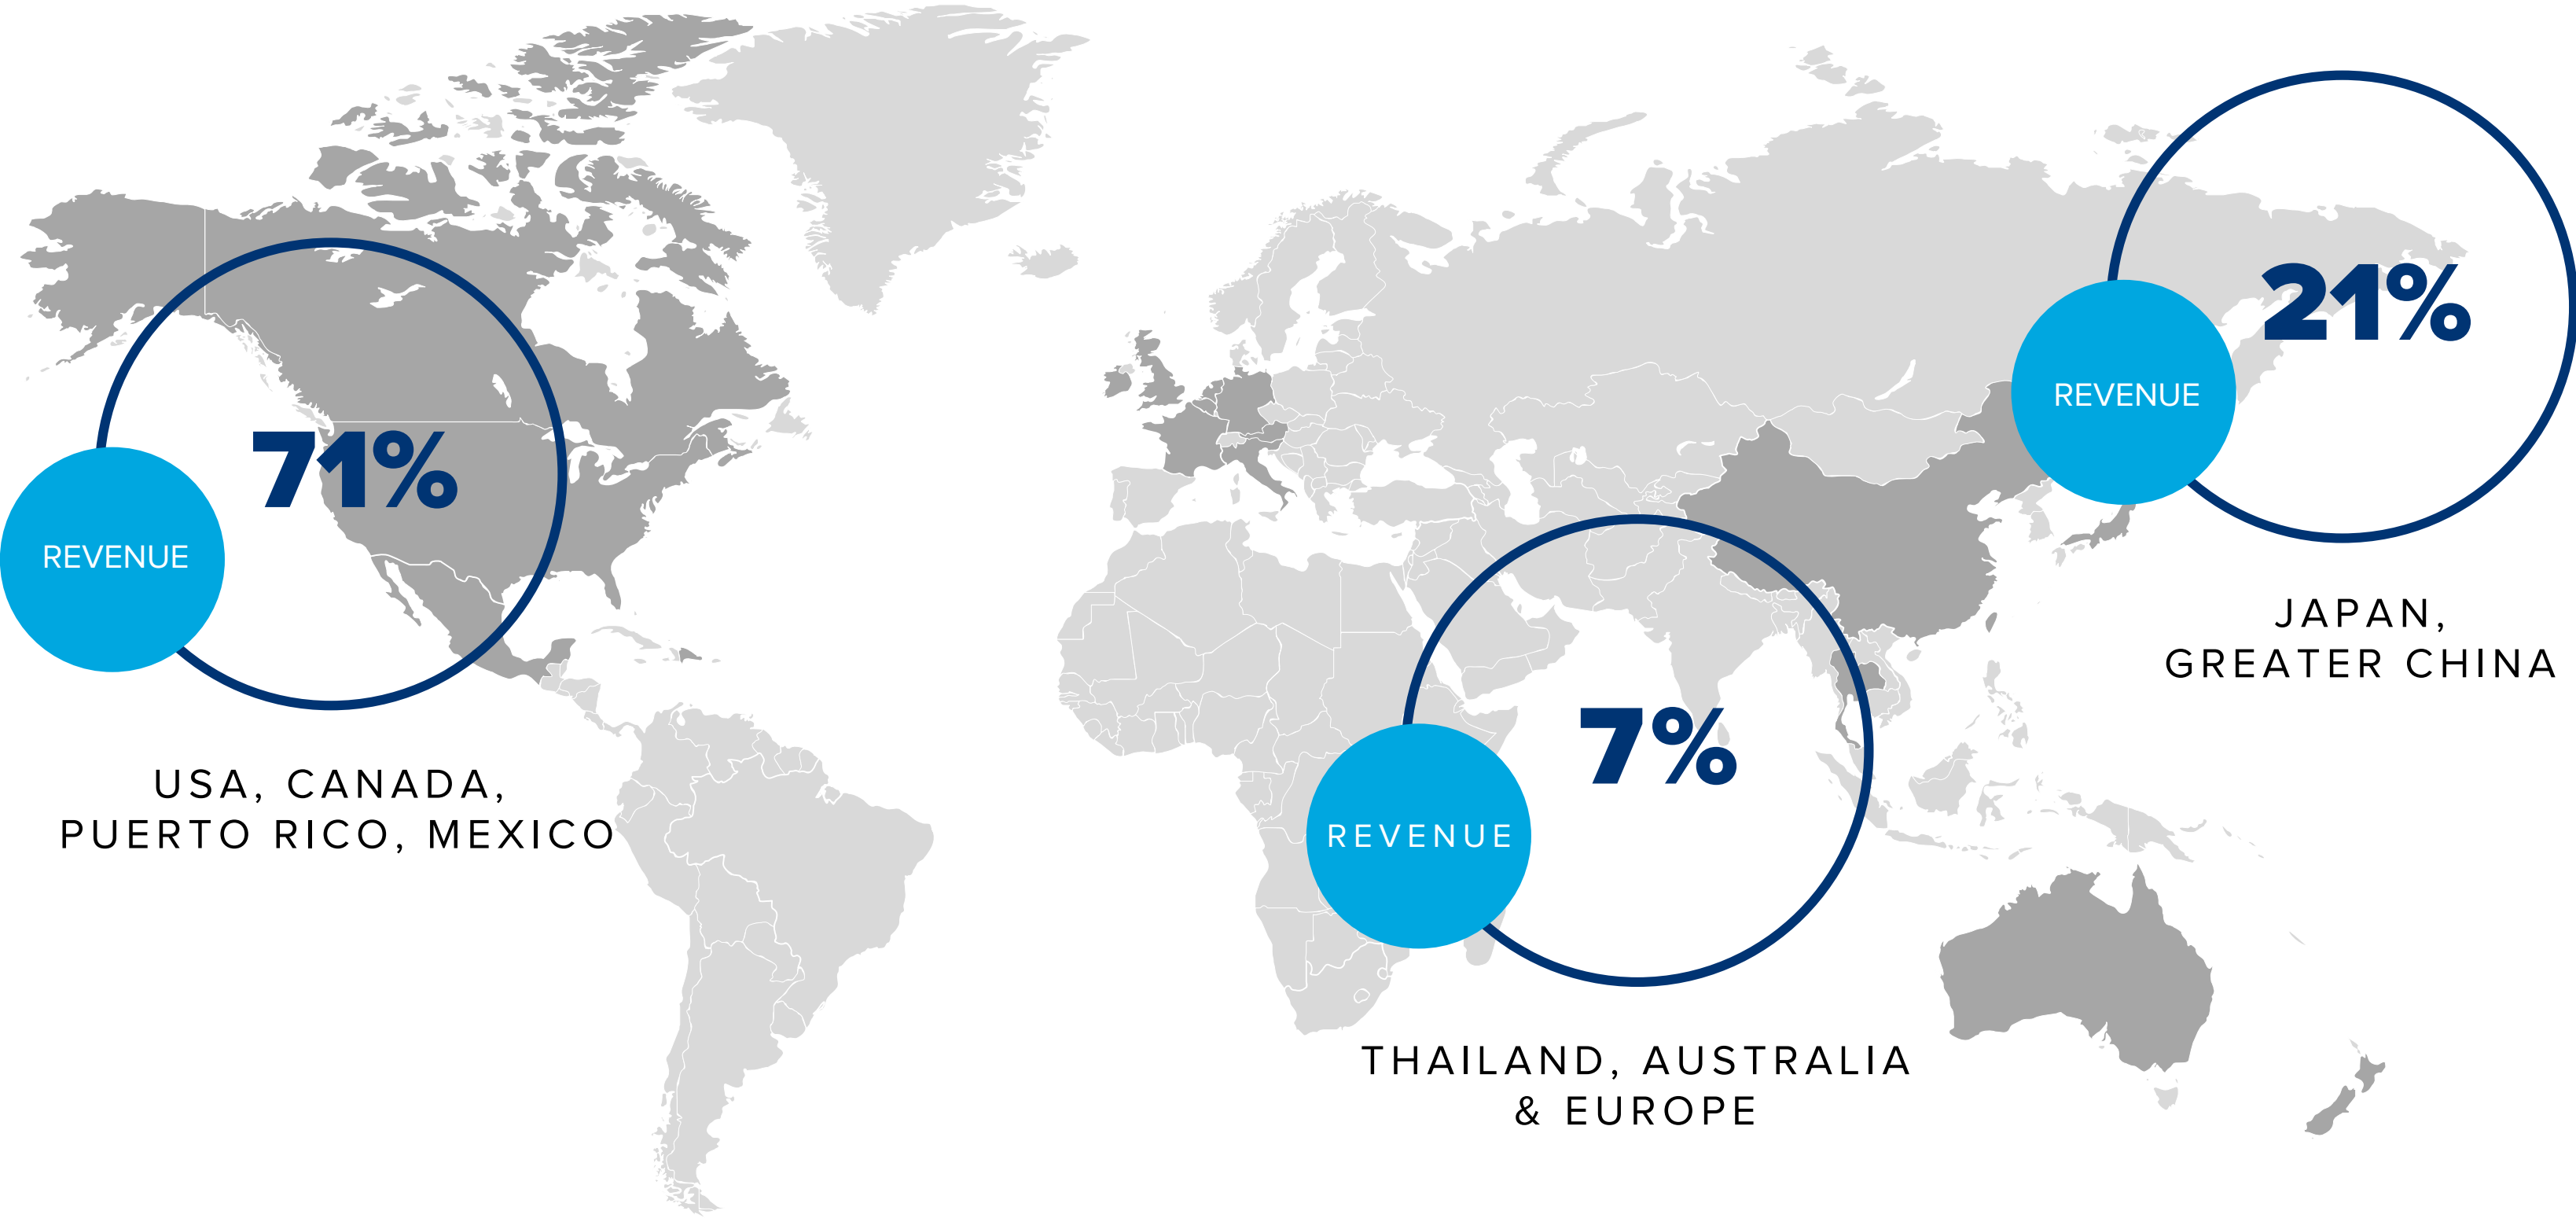 71%
REVENUE
USA, CANADA,
PUERTO RICO, MEXICO
7%
REVENUE
THAILAND, AUSTRALIA
& EUROPE
21%
REVENUE
JAPAN,
GREATER CHINA